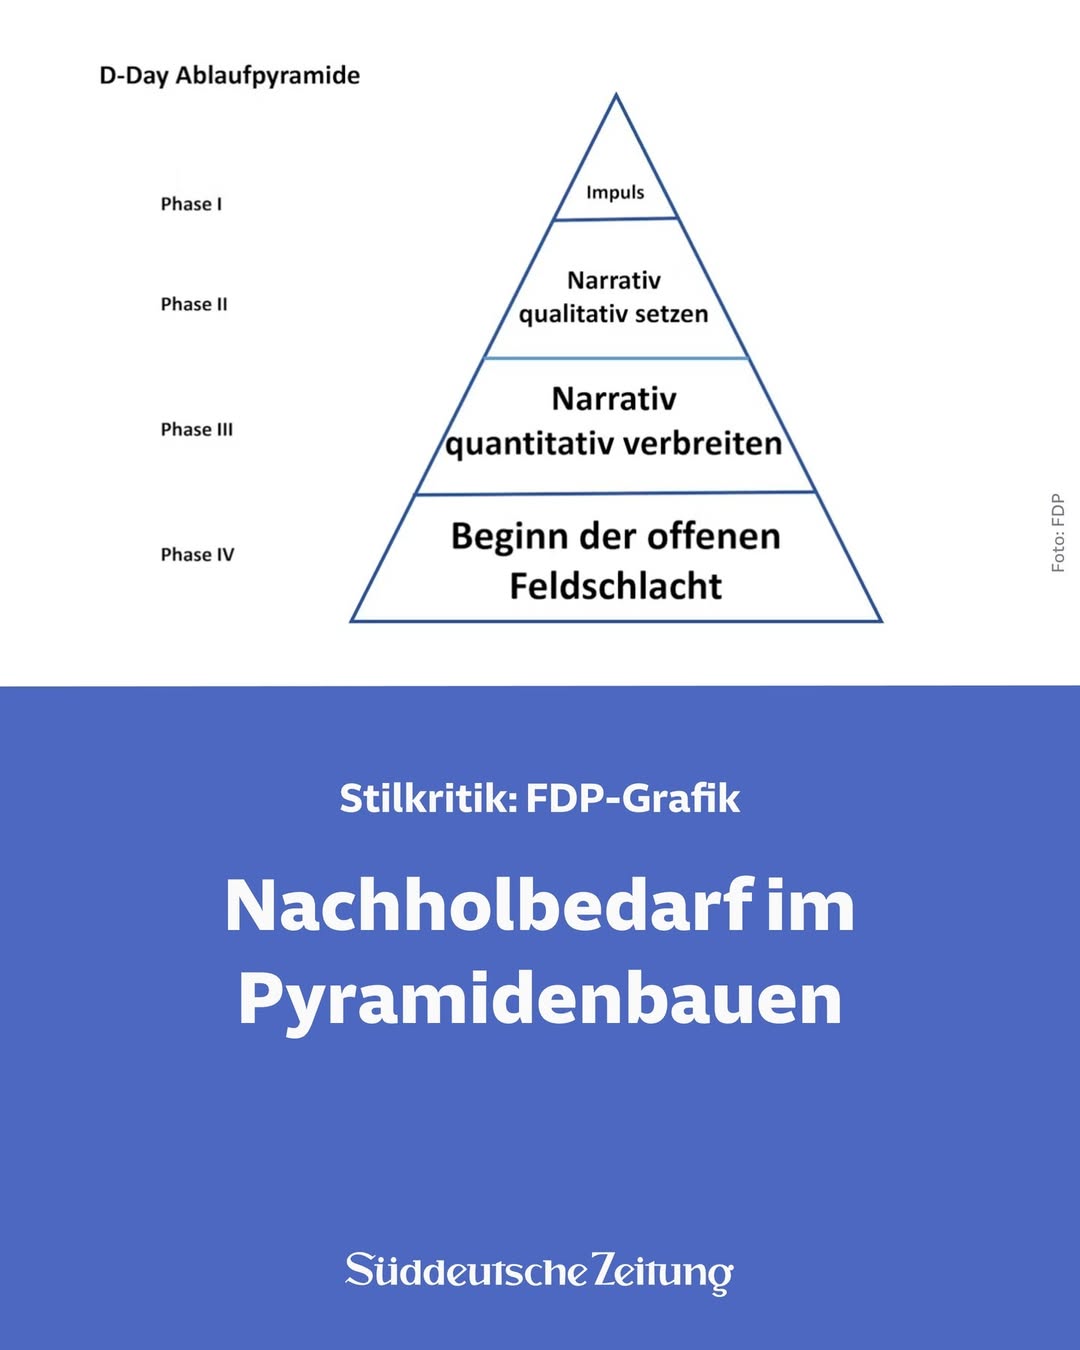 D-Day Ablaufpyramide
Phase I
Impuls
Phase II
Narrativ
qualitativ setzen
Phase III
Narrativ
quantitativ verbreiten
Phase IV
Beginn der offenen
Feldschlacht
Foto: FDP
Stilkritik: FDP-Grafik
Nachholbedarf im
Pyramidenbauen
Süddeutsche Zeitung